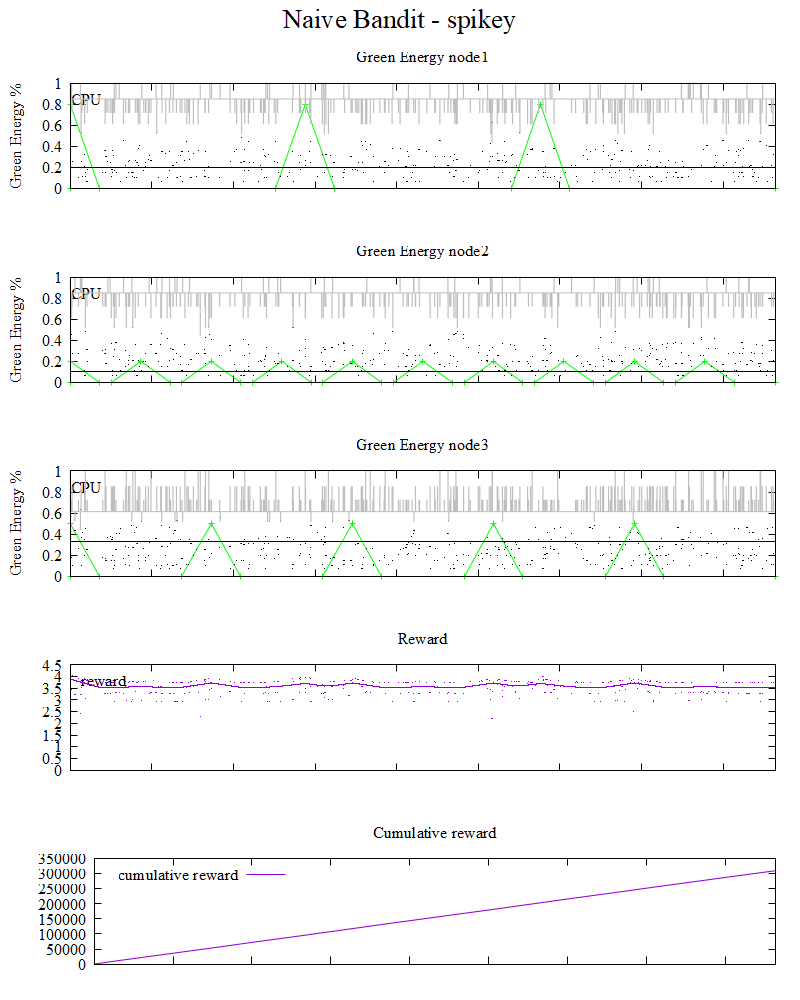 Naive Bandit - spikey
Green Energy node1
Green Energy %
1
0.8
0.6
0.4
0.2
0
CPU
Green Energy node2
Green Energy %
1
0.8
0.6
0.4
0.2
0
CPU
Green Energy node3
Green Energy %
1
0.8
0.6
0.4
0.2
0
CPU
Reward
4.5
4
3.5
3
2.5
2
1.5
1
0.5
0
reward
Cumulative reward
350000
300000
250000
200000
150000
100000
50000
0
cumulative reward